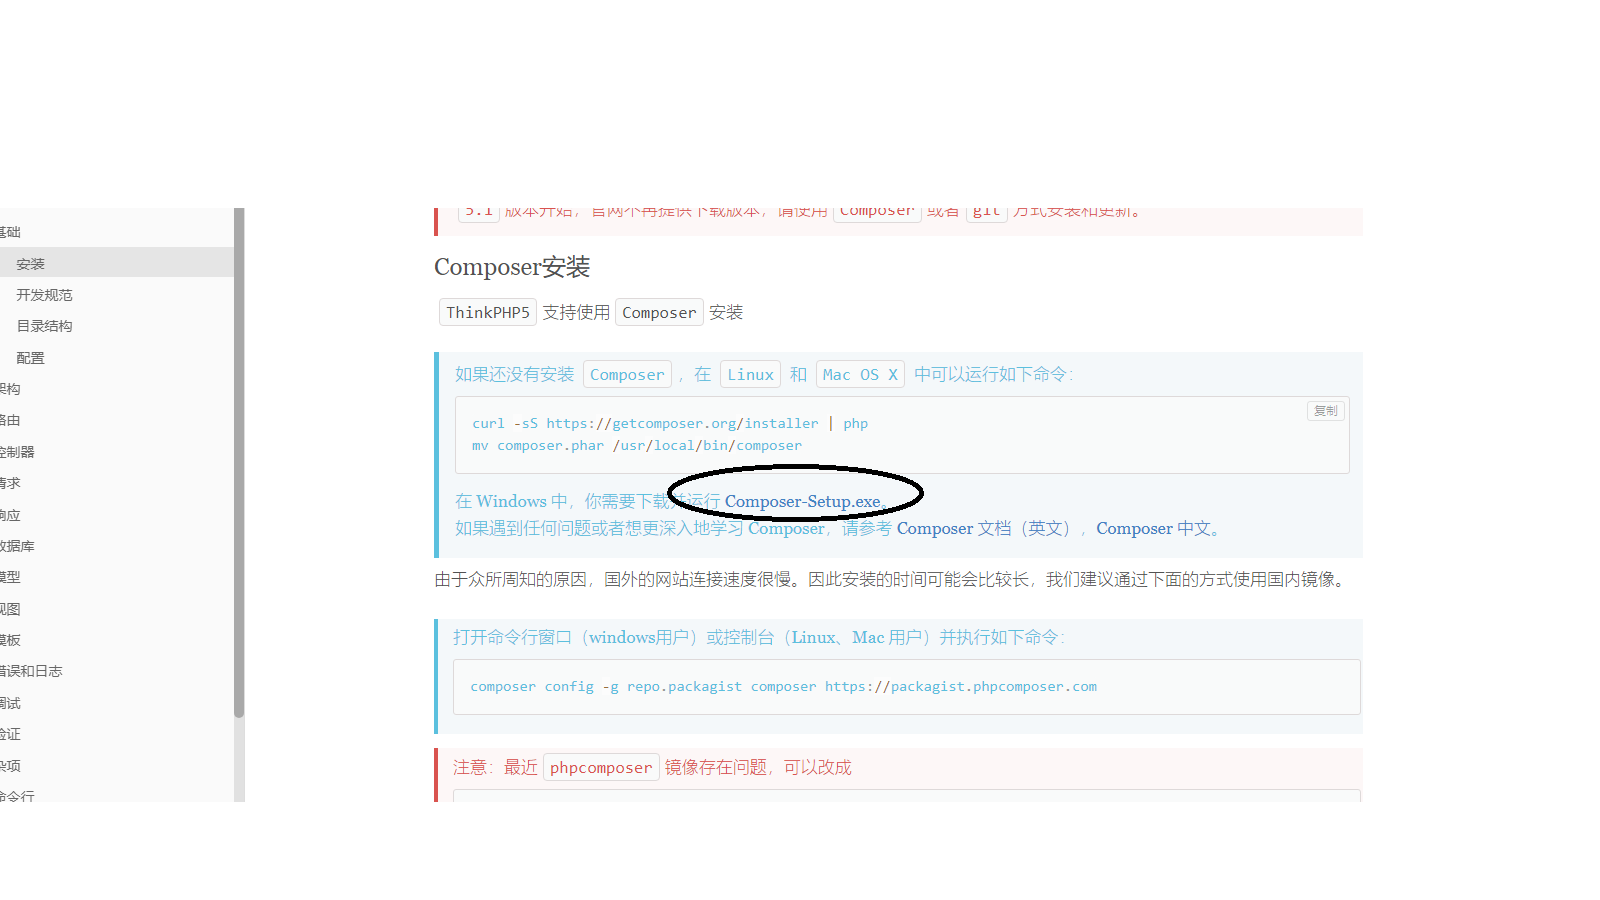 5.1 版本开始，官网不再提供下载版本，请使用 Composer 或者 git 方式安装和更新。
基础
安装
开发规范
目录结构
配置
架构
路由
控制器
请求
响应
数据库
模型
视图
模板
错误和日志
调试
验证
杂项
命令行
Composer安装
ThinkPHP5 支持使用 Composer 安装
如果还没有安装 Composer ，在 Linux 和 Mac OS X 中可以运行如下命令：
复制
curl -sS https://getcomposer.org/installer | php
mv composer.phar /usr/local/bin/composer
在 Windows 中，你需要下载并运行 Composer-Setup.exe。
如果遇到任何问题或者想更深入地学习 Composer，请参考 Composer 文档（英文），Composer 中文。
由于众所周知的原因，国外的网站连接速度很慢。因此安装的时间可能会比较长，我们建议通过下面的方式使用国内镜像。
打开命令行窗口（windows用户）或控制台（Linux、Mac 用户）并执行如下命令：
composer config -g repo.packagist composer https://packagist.phpcomposer.com
注意：最近 phpcomposer 镜像存在问题，可以改成